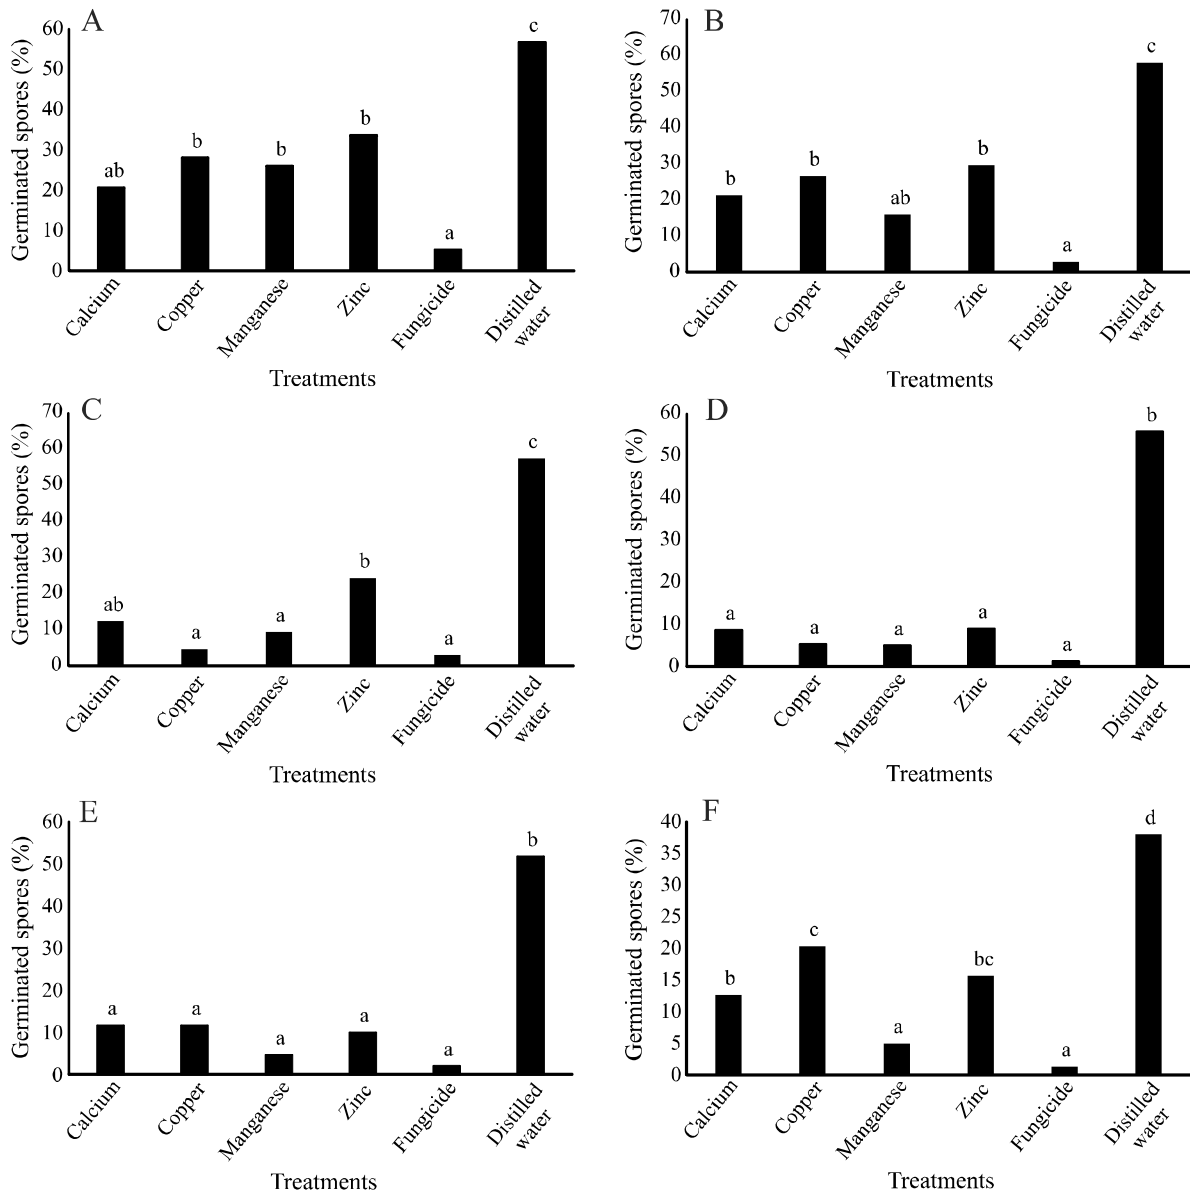 A
Germinated spores (%)
60
50
40
30
20
10
0
ab
b
b
b
a
c
Calcium
Copper
Manganese
Zinc
Fungicide
Distilled
water
Treatments
B
Germinated spores (%)
70
60
50
40
30
20
10
0
b
b
ab
b
a
c
Calcium
Copper
Manganese
Zinc
Fungicide
Distilled
water
Treatments
C
Germinated spores (%)
70
60
50
40
30
20
10
0
ab
a
a
b
a
c
Calcium
Copper
Manganese
Zinc
Fungicide
Distilled
water
Treatments
D
Germinated spores (%)
60
50
40
30
20
10
0
a
a
a
a
a
b
Calcium
Copper
Manganese
Zinc
Fungicide
Distilled
water
Treatments
E
Germinated spores (%)
60
50
40
30
20
10
0
a
a
a
a
a
b
Calcium
Copper
Manganese
Zinc
Fungicide
Distilled
water
Treatments
F
Germinated spores (%)
40
35
30
25
20
15
10
5
0
b
c
a
bc
a
d
Calcium
Copper
Manganese
Zinc
Fungicide
Distilled
water
Treatments